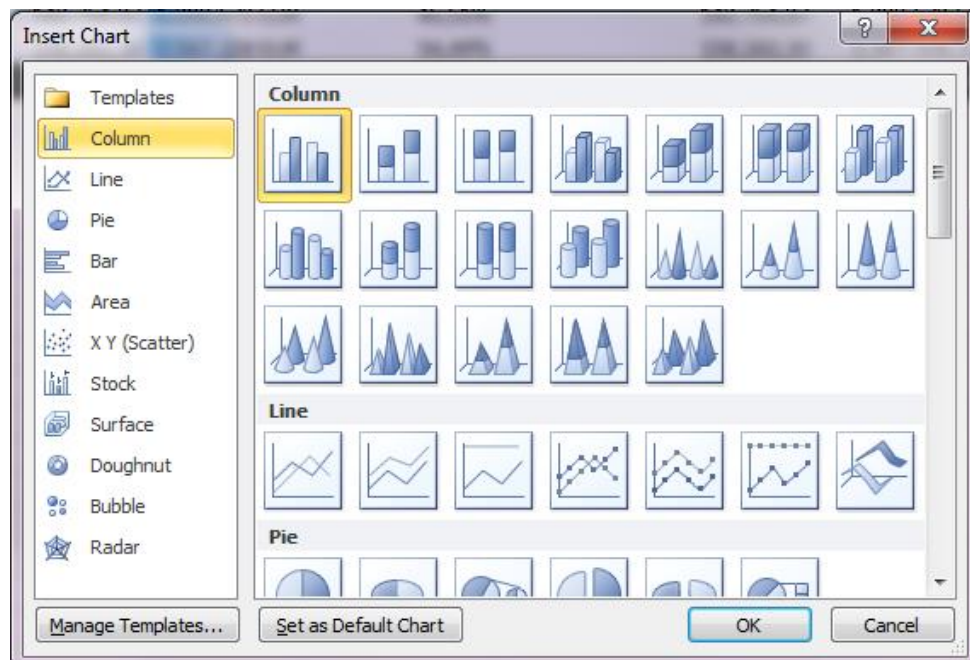 Insert Chart
Templates
Column
Line
Pie
Bar
Area
X Y (Scatter)
Stock
Surface
Doughnut
Bubble
Radar
Column
Line
Pie
Manage Templates...
Set as Default Chart
OK
Cancel